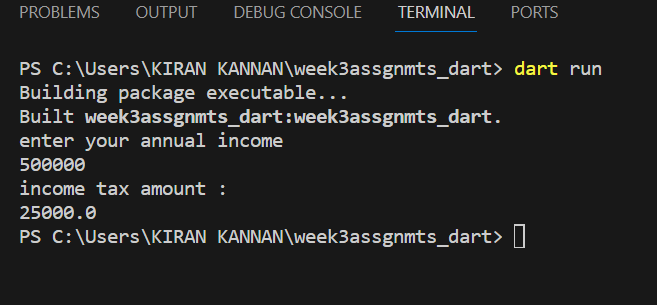 PROBLEMS OUTPUT DEBUG CONSOLE TERMINAL PORTS
PS C:\Users\KIRAN KANNAN\week3assgnmts_dart> dart run
Building package executable...
Built week3assgnmts_dart:week3assgnmts_dart.
enter your annual income
500000
income tax amount :
25000.0
PS C:\Users\KIRAN KANNAN\week3assgnmts_dart>